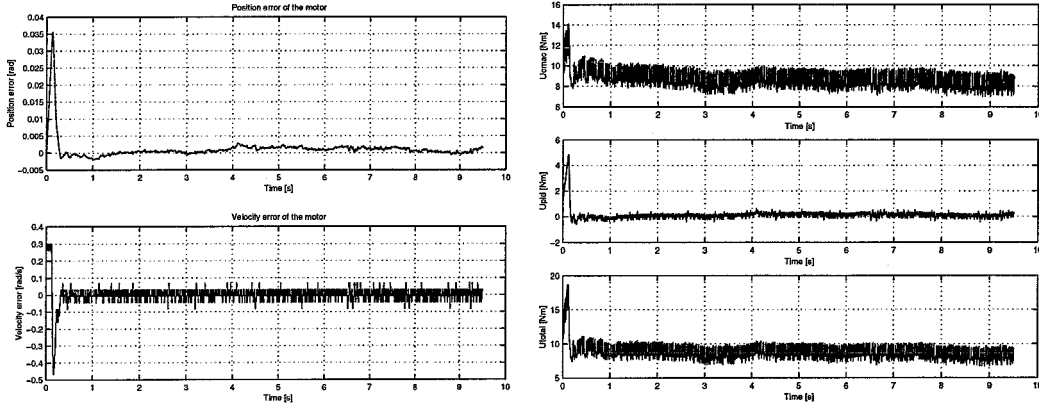 Position error of the motor
0.04
0.035
0.03
0.025
0.02
0.015
0.01
0.005
0
−0.005
Position error [rad]
0 1 2 3 4 5 6 7 8 9 10
Time [s]
Velocity error of the motor
0.4
0.3
0.2
0.1
0
−0.1
−0.2
−0.3
−0.4
−0.5
Velocity error [rad/s]
0 1 2 3 4 5 6 7 8 9 10
Time [s]
16
14
12
10
8
6
Ucmac [Nm]
0 1 2 3 4 5 6 7 8 9 10
Time [s]
6
4
2
0
−2
Upid [Nm]
0 1 2 3 4 5 6 7 8 9 10
Time [s]
20
15
10
5
Utotal [Nm]
0 1 2 3 4 5 6 7 8 9 10
Time [s]